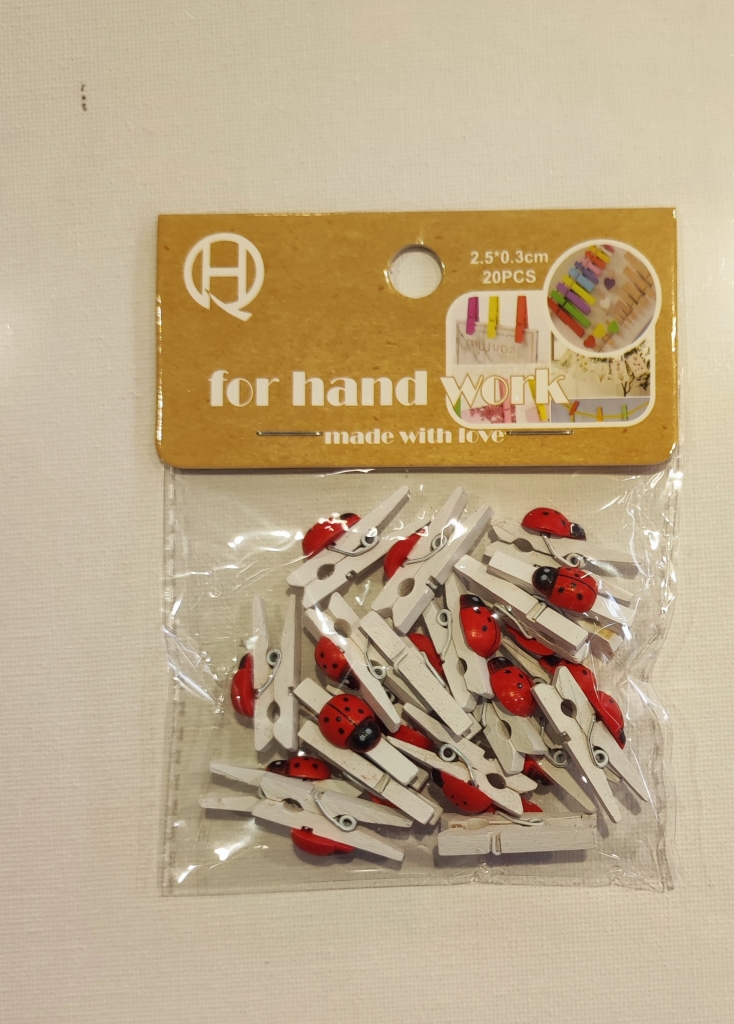 HQ
2.5*0.3cm
20PCS
for hand work
made with love